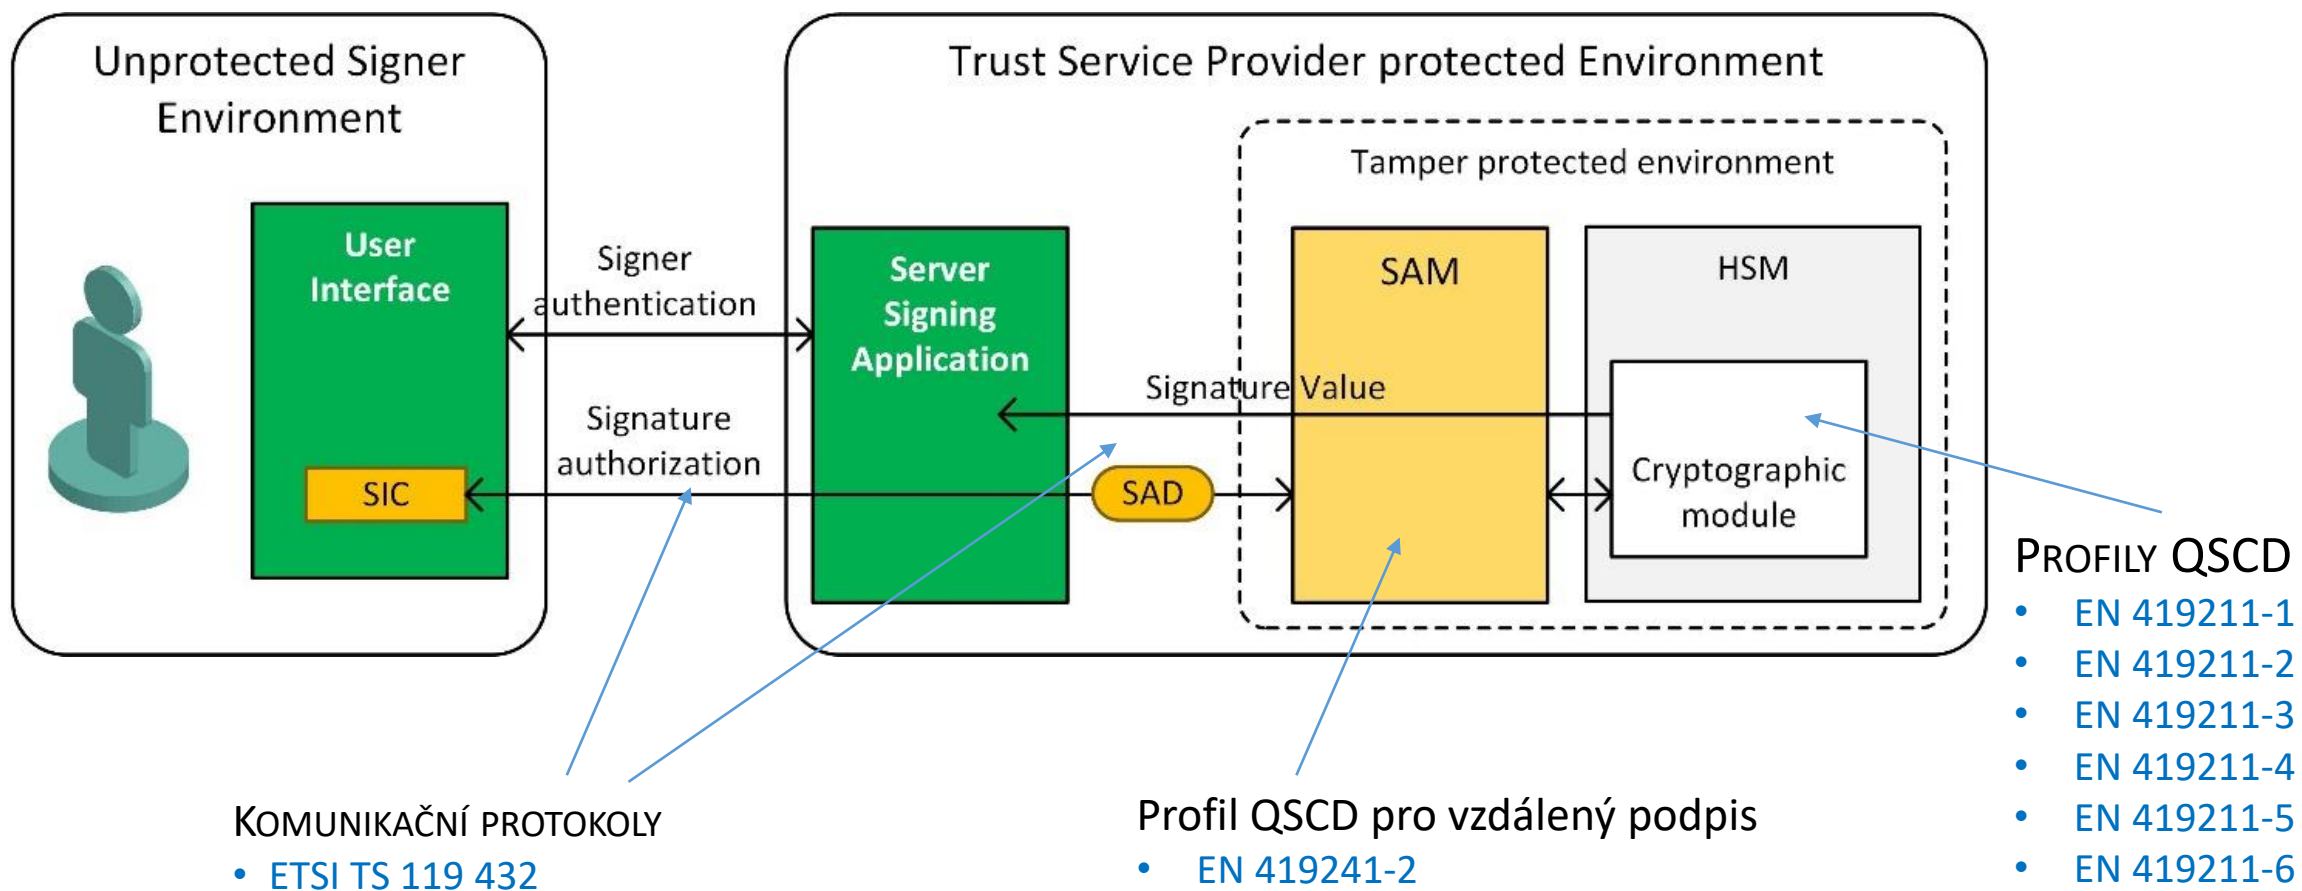 Unprotected Signer
Environment
User
Interface
SIC
Signer
authentication
Signature
authorization
Trust Service Provider protected Environment
Server
Signing
Application
Signature Value
SAD
Tamper protected environment
SAM
HSM
Cryptographic
module
KOMUNIKAČNÍ PROTOKOLY
• ETSI TS 119 432
Profil QSCD pro vzdálený podpis
• EN 419241-2
PROFILY QSCD
• EN 419211-1
• EN 419211-2
• EN 419211-3
• EN 419211-4
• EN 419211-5
• EN 419211-6